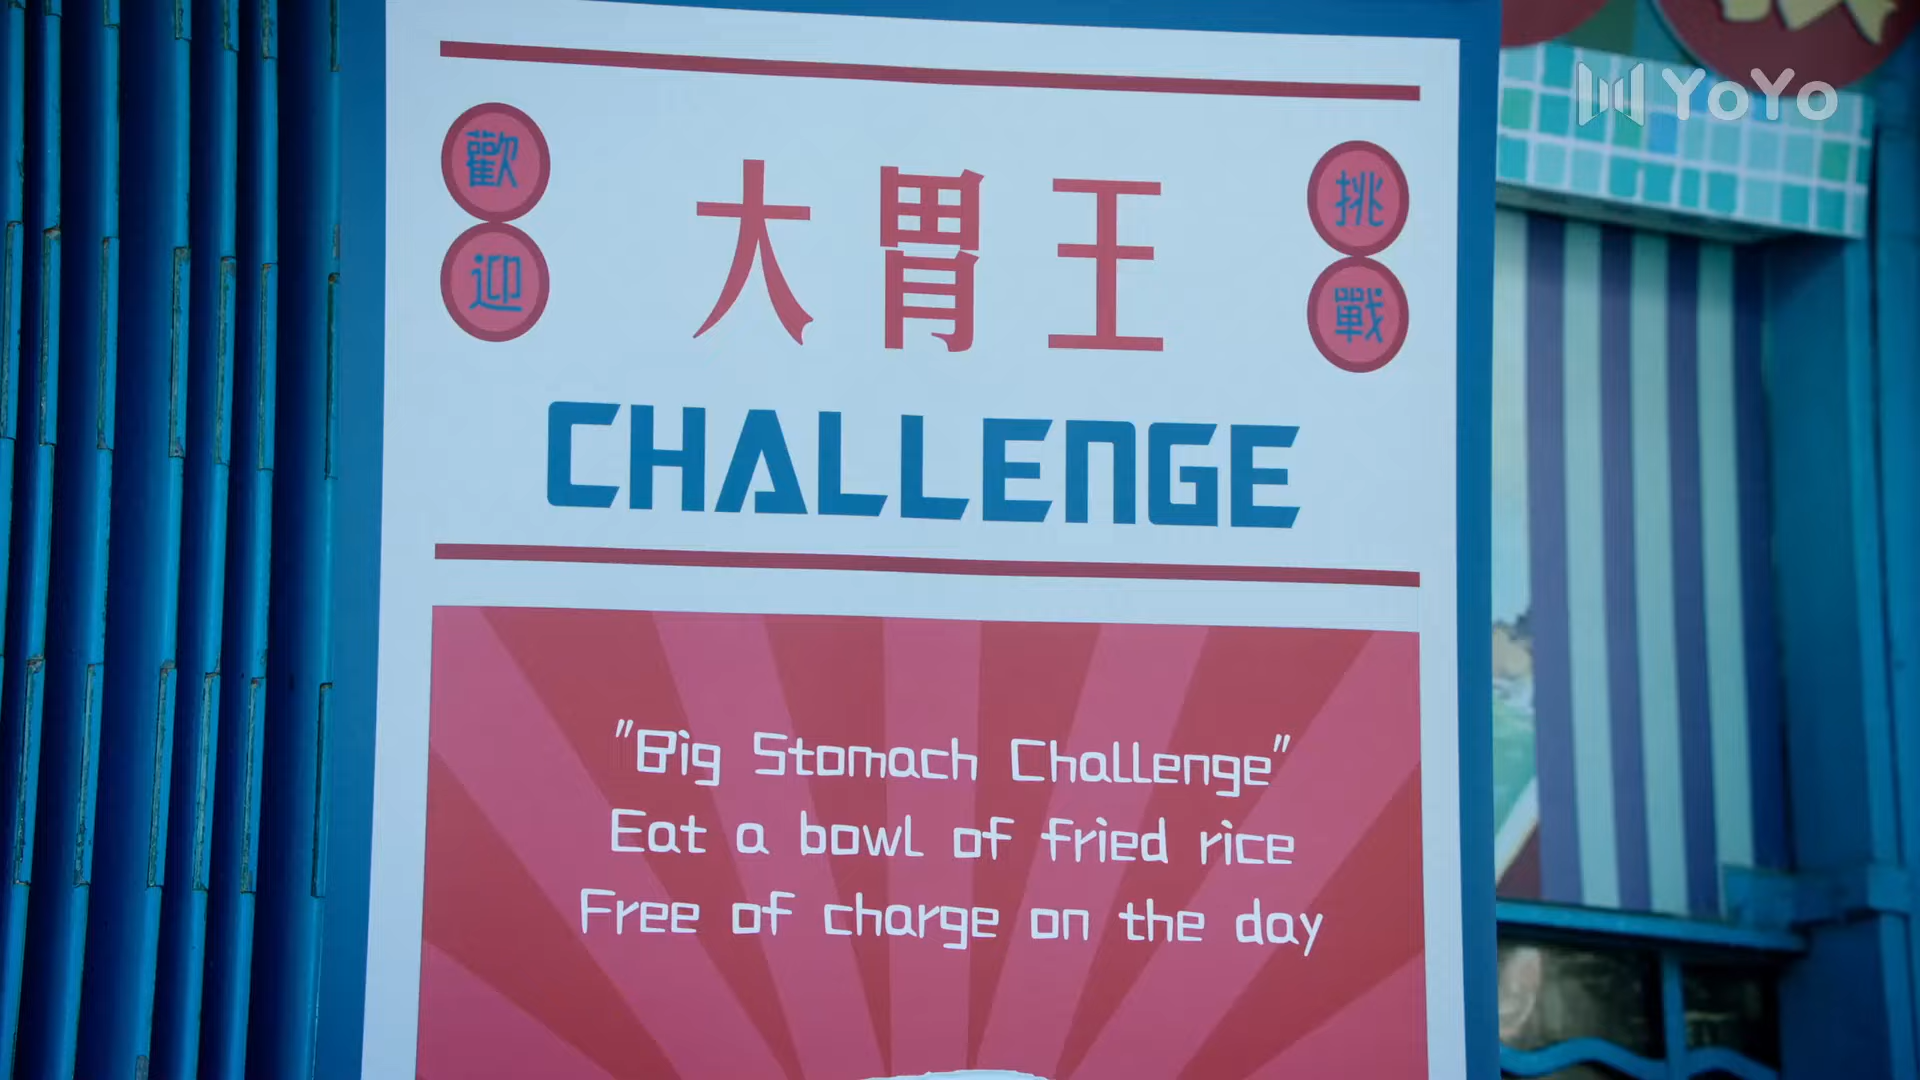 歡迎
大胃王
挑戰
CHALLENGE
"Big Stomach Challenge"
Eat a bowl of fried rice
Free of charge on the day
YoYo